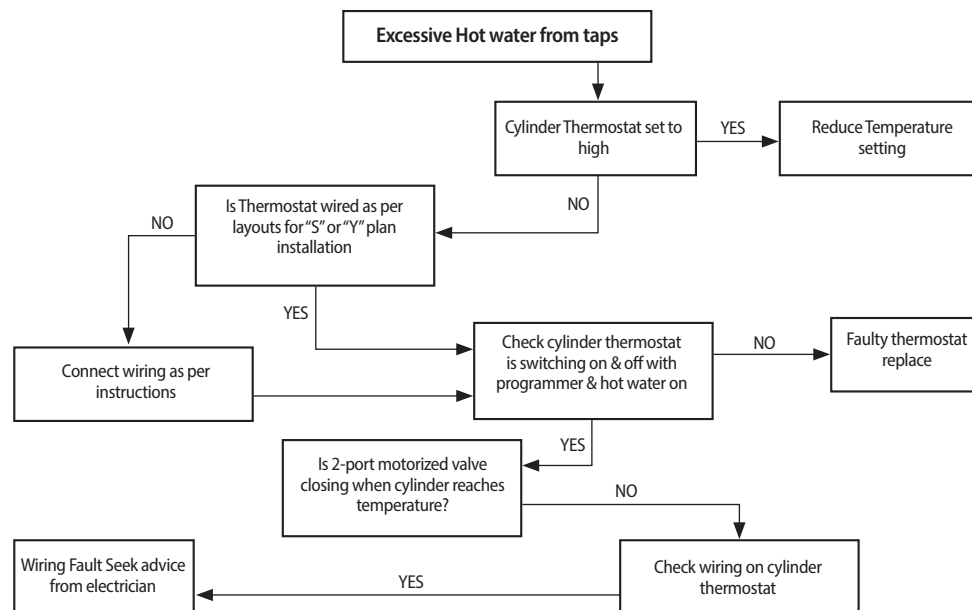 Excessive Hot water from taps
Cylinder Thermostat set to
high
YES
Reduce Temperature
setting
NO
Is Thermostat wired as per
layouts for “S” or “Y” plan
installation
NO
YES
Connect wiring as per
instructions
Check cylinder thermostat
is switching on & off with
programmer & hot water on
NO
Faulty thermostat
replace
YES
Is 2-port motorized valve
closing when cylinder reaches
temperature?
NO
Check wiring on cylinder
thermostat
YES
Wiring Fault Seek advice
from electrician